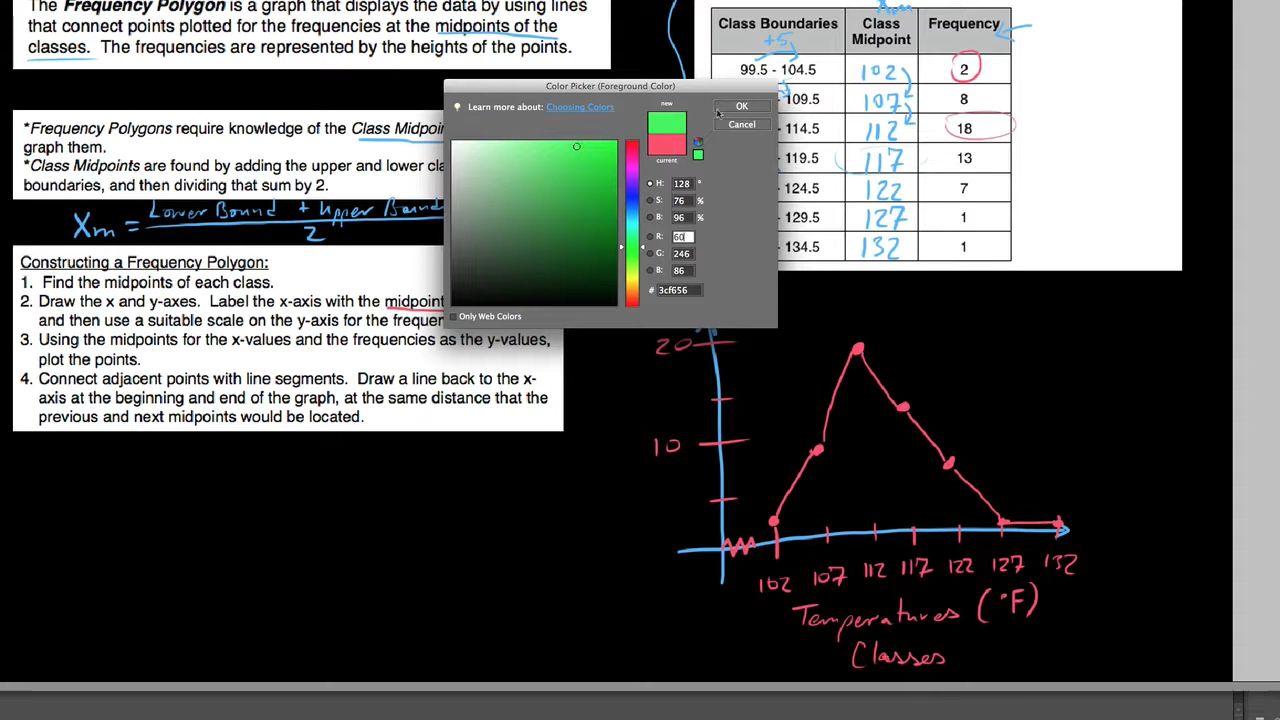 The Frequency Polygon is a graph that displays the data by using lines
that connect points plotted for the frequencies at the midpoints of the
classes. The frequencies are represented by the heights of the points.
*Frequency Polygons require knowledge of the Class Midpoi
graph them.
*Class Midpoints are found by adding the upper and lower cl
boundaries, and then dividing that sum by 2.
Xm = Lower Bound + Upper Bound
2
Constructing a Frequency Polygon:
1. Find the midpoints of each class.
2. Draw the x and y-axes. Label the x-axis with the midpoint
and then use a suitable scale on the y-axis for the frequen
3. Using the midpoints for the x-values and the frequencies as the y-values,
plot the points.
4. Connect adjacent points with line segments. Draw a line back to the x-
axis at the beginning and end of the graph, at the same distance that the
previous and next midpoints would be located.
Color Picker (Foreground Color)
Learn more about: Choosing Colors
new
current
OK
Cancel
H: 128 °
S: 76 %
B: 96 %
R: 60
G: 246
B: 86
# 3cf656
Only Web Colors
Xm
Class Boundaries Class Midpoint Frequency
+5
99.5 - 104.5 102 2
109.5 107 8
- 114.5 112 18
- 119.5 117 13
- 124.5 122 7
- 129.5 127 1
- 134.5 132 1
20
10
102 107 112 117 122 127 132
Temperatures (°F)
Classes